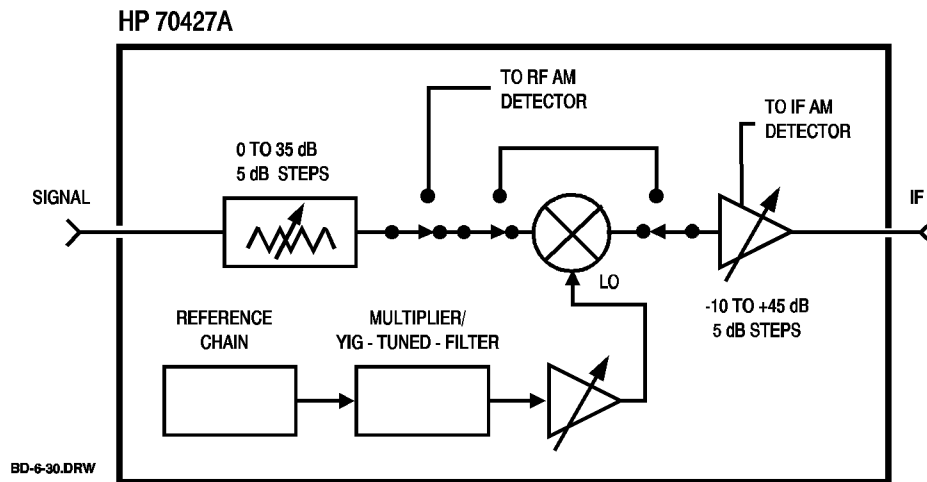 HP 70427A
TO RF AM
DETECTOR
TO IF AM
DETECTOR
0 TO 35 dB
5 dB STEPS
SIGNAL
IF
LO
-10 TO +45 dB
5 dB STEPS
REFERENCE
CHAIN
MULTIPLIER/
YIG - TUNED - FILTER
BD-6-30.DRW